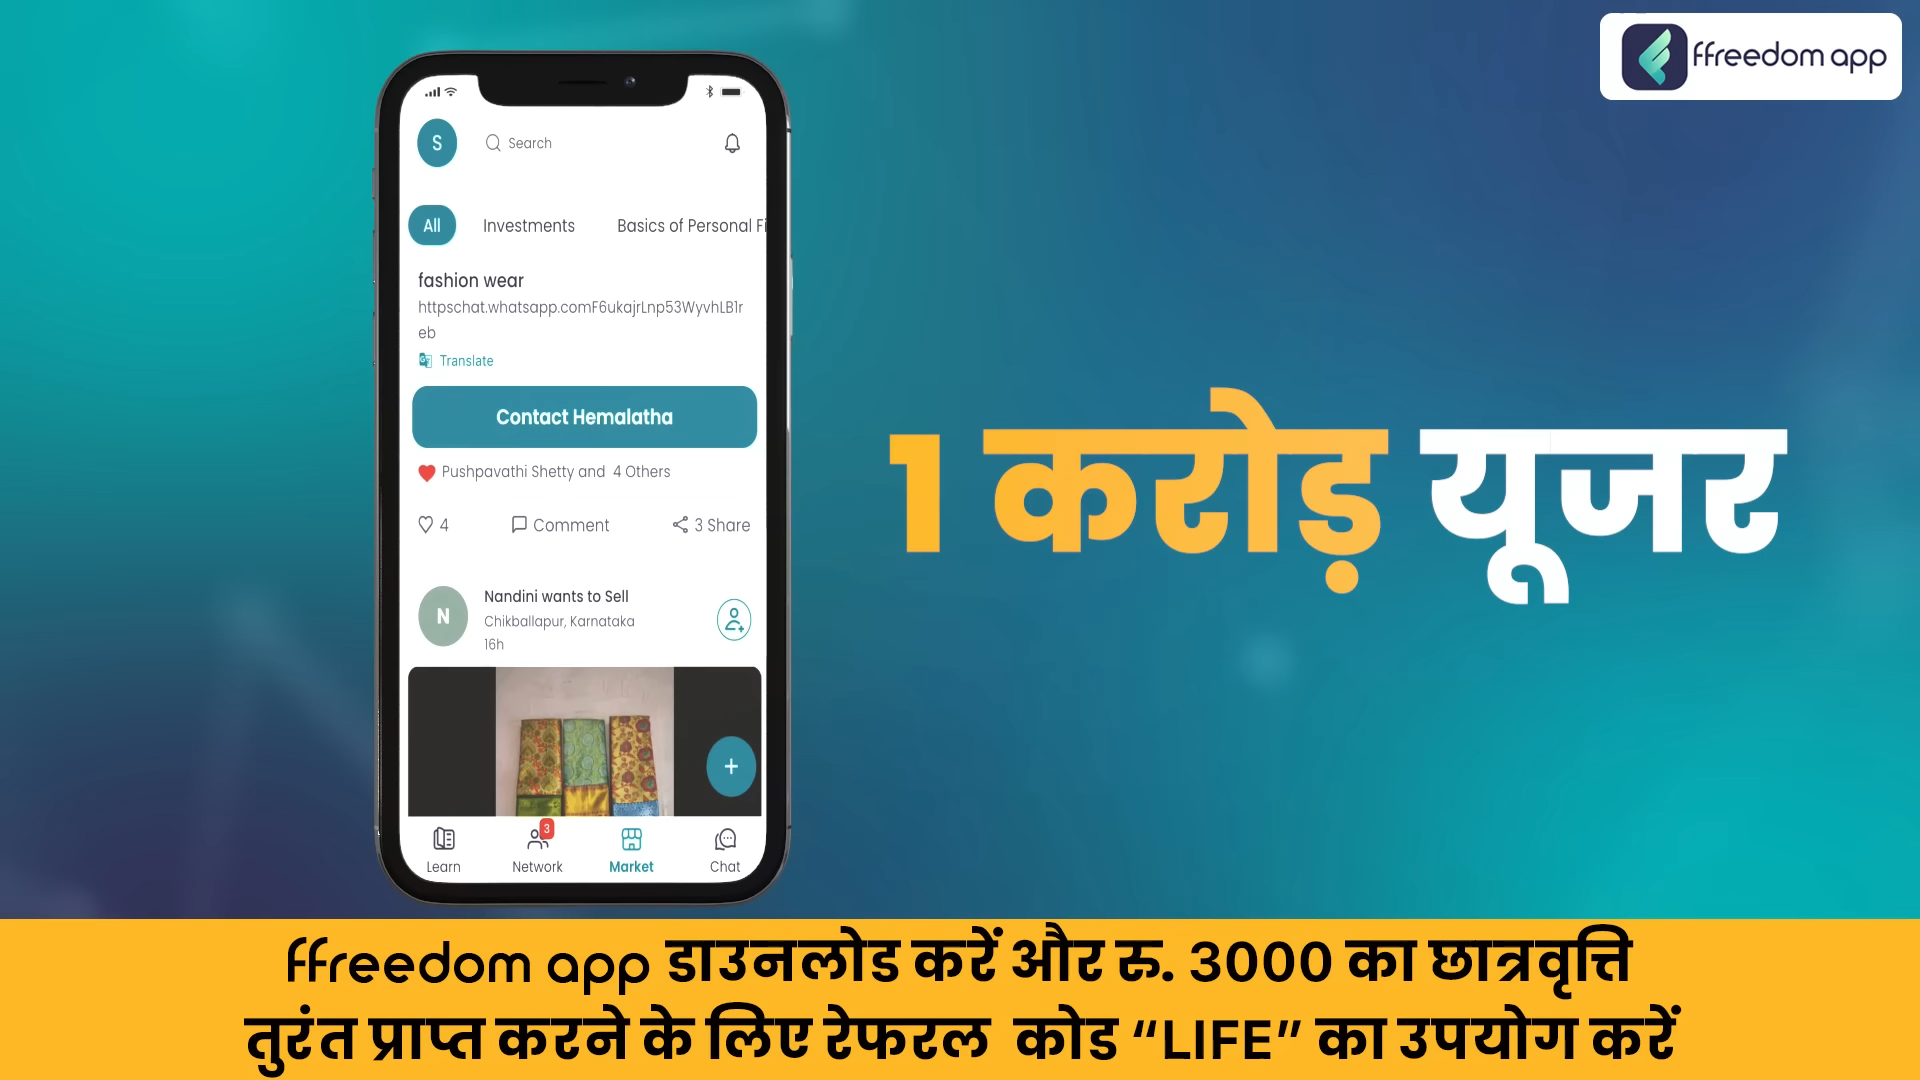 ffreedom app
S
Search
All Investments Basics of Personal Fi
fashion wear
httpschat.whatsapp.comF6ukajrLnp53WyvhLB1r
eb
Translate
Contact Hemalatha
Pushpavathi Shetty and 4 Others
4 Comment 3 Share
N
Nandini wants to Sell
Chikballapur, Karnataka
16h
+
3
Learn Network Market Chat
1 करोड़ यूजर
ffreedom app डाउनलोड करें और रु. 3000 का छात्रवृत्ति
तुरंत प्राप्त करने के लिए रेफरल कोड “LIFE” का उपयोग करें